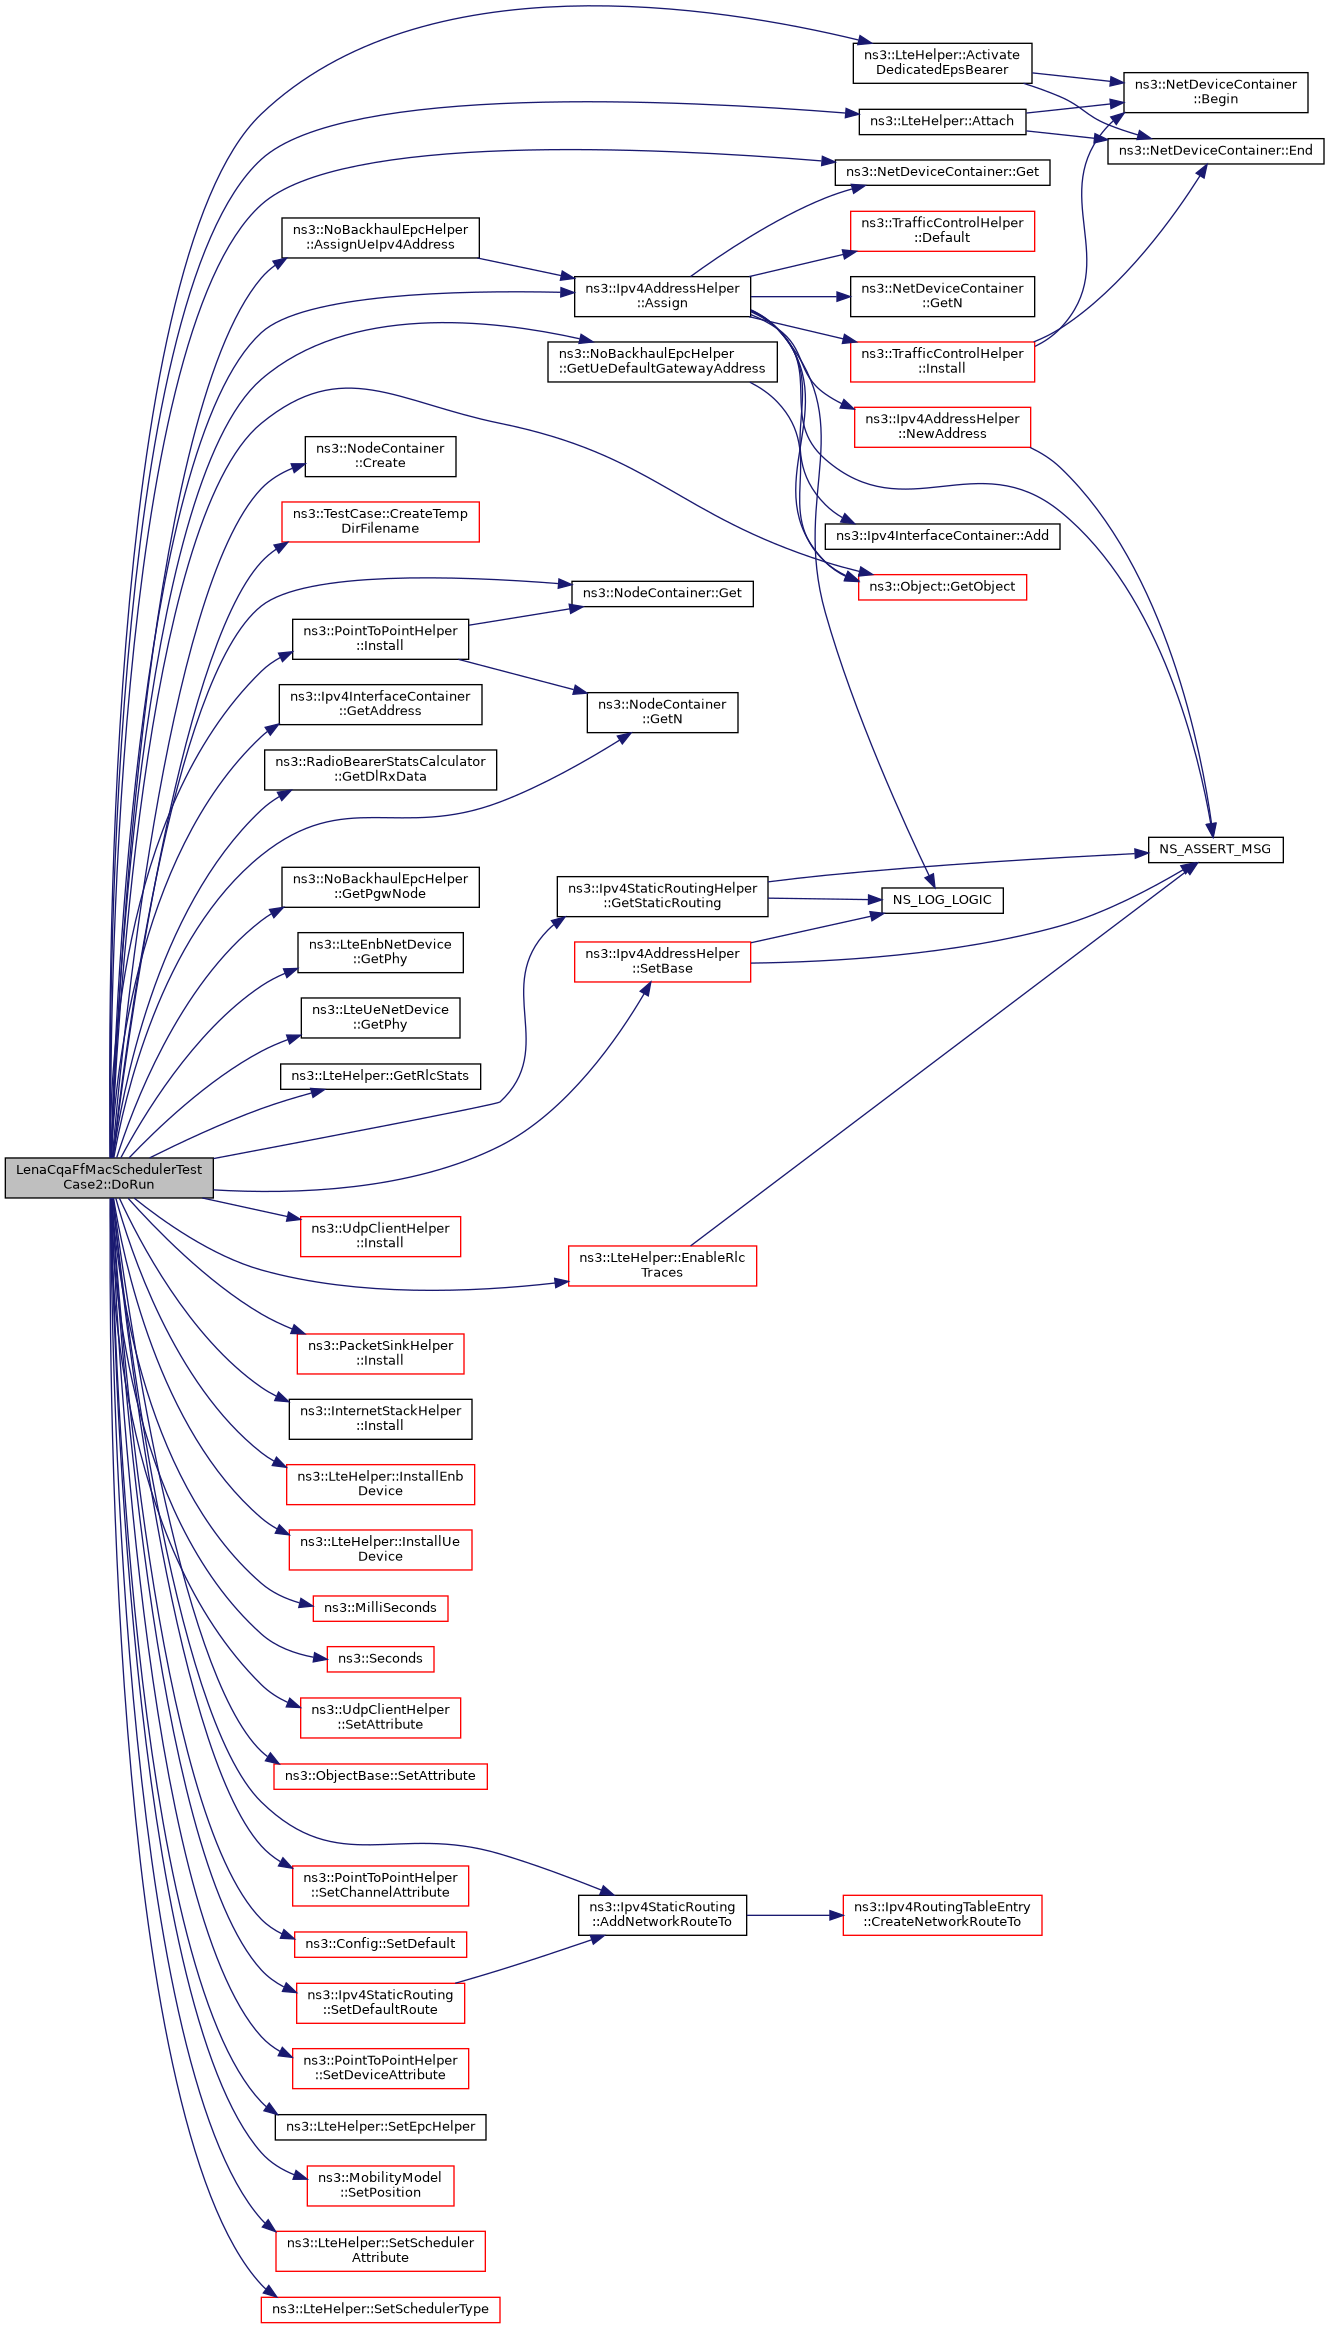 ns3::LteHelper::Activate
DedicatedEpsBearer
ns3::NetDeviceContainer
::Begin
ns3::LteHelper::Attach
ns3::NetDeviceContainer::End
ns3::NetDeviceContainer::Get
ns3::NoBackhaulEpcHelper
::AssignUeIpv4Address
ns3::TrafficControlHelper
::Default
ns3::Ipv4AddressHelper
::Assign
ns3::NetDeviceContainer
::GetN
ns3::NoBackhaulEpcHelper
::GetUeDefaultGatewayAddress
ns3::TrafficControlHelper
::Install
ns3::Ipv4AddressHelper
::NewAddress
ns3::NodeContainer
::Create
ns3::TestCase::CreateTemp
DirFilename
ns3::Ipv4InterfaceContainer::Add
ns3::Object::GetObject
ns3::NodeContainer::Get
ns3::PointToPointHelper
::Install
ns3::Ipv4InterfaceContainer
::GetAddress
ns3::NodeContainer
::GetN
ns3::RadioBearerStatsCalculator
::GetDlRxData
NS_ASSERT_MSG
ns3::NoBackhaulEpcHelper
::GetPgwNode
ns3::Ipv4StaticRoutingHelper
::GetStaticRouting
NS_LOG_LOGIC
ns3::LteEnbNetDevice
::GetPhy
ns3::Ipv4AddressHelper
::SetBase
ns3::LteUeNetDevice
::GetPhy
ns3::LteHelper::GetRlcStats
LenaCqaFfMacSchedulerTest
Case2::DoRun
ns3::UdpClientHelper
::Install
ns3::LteHelper::EnableRlc
Traces
ns3::PacketSinkHelper
::Install
ns3::InternetStackHelper
::Install
ns3::LteHelper::InstallEnb
Device
ns3::LteHelper::InstallUe
Device
ns3::MilliSeconds
ns3::Seconds
ns3::UdpClientHelper
::SetAttribute
ns3::ObjectBase::SetAttribute
ns3::PointToPointHelper
::SetChannelAttribute
ns3::Ipv4StaticRouting
::AddNetworkRouteTo
ns3::Ipv4RoutingTableEntry
::CreateNetworkRouteTo
ns3::Config::SetDefault
ns3::Ipv4StaticRouting
::SetDefaultRoute
ns3::PointToPointHelper
::SetDeviceAttribute
ns3::LteHelper::SetEpcHelper
ns3::MobilityModel
::SetPosition
ns3::LteHelper::SetScheduler
Attribute
ns3::LteHelper::SetSchedulerType